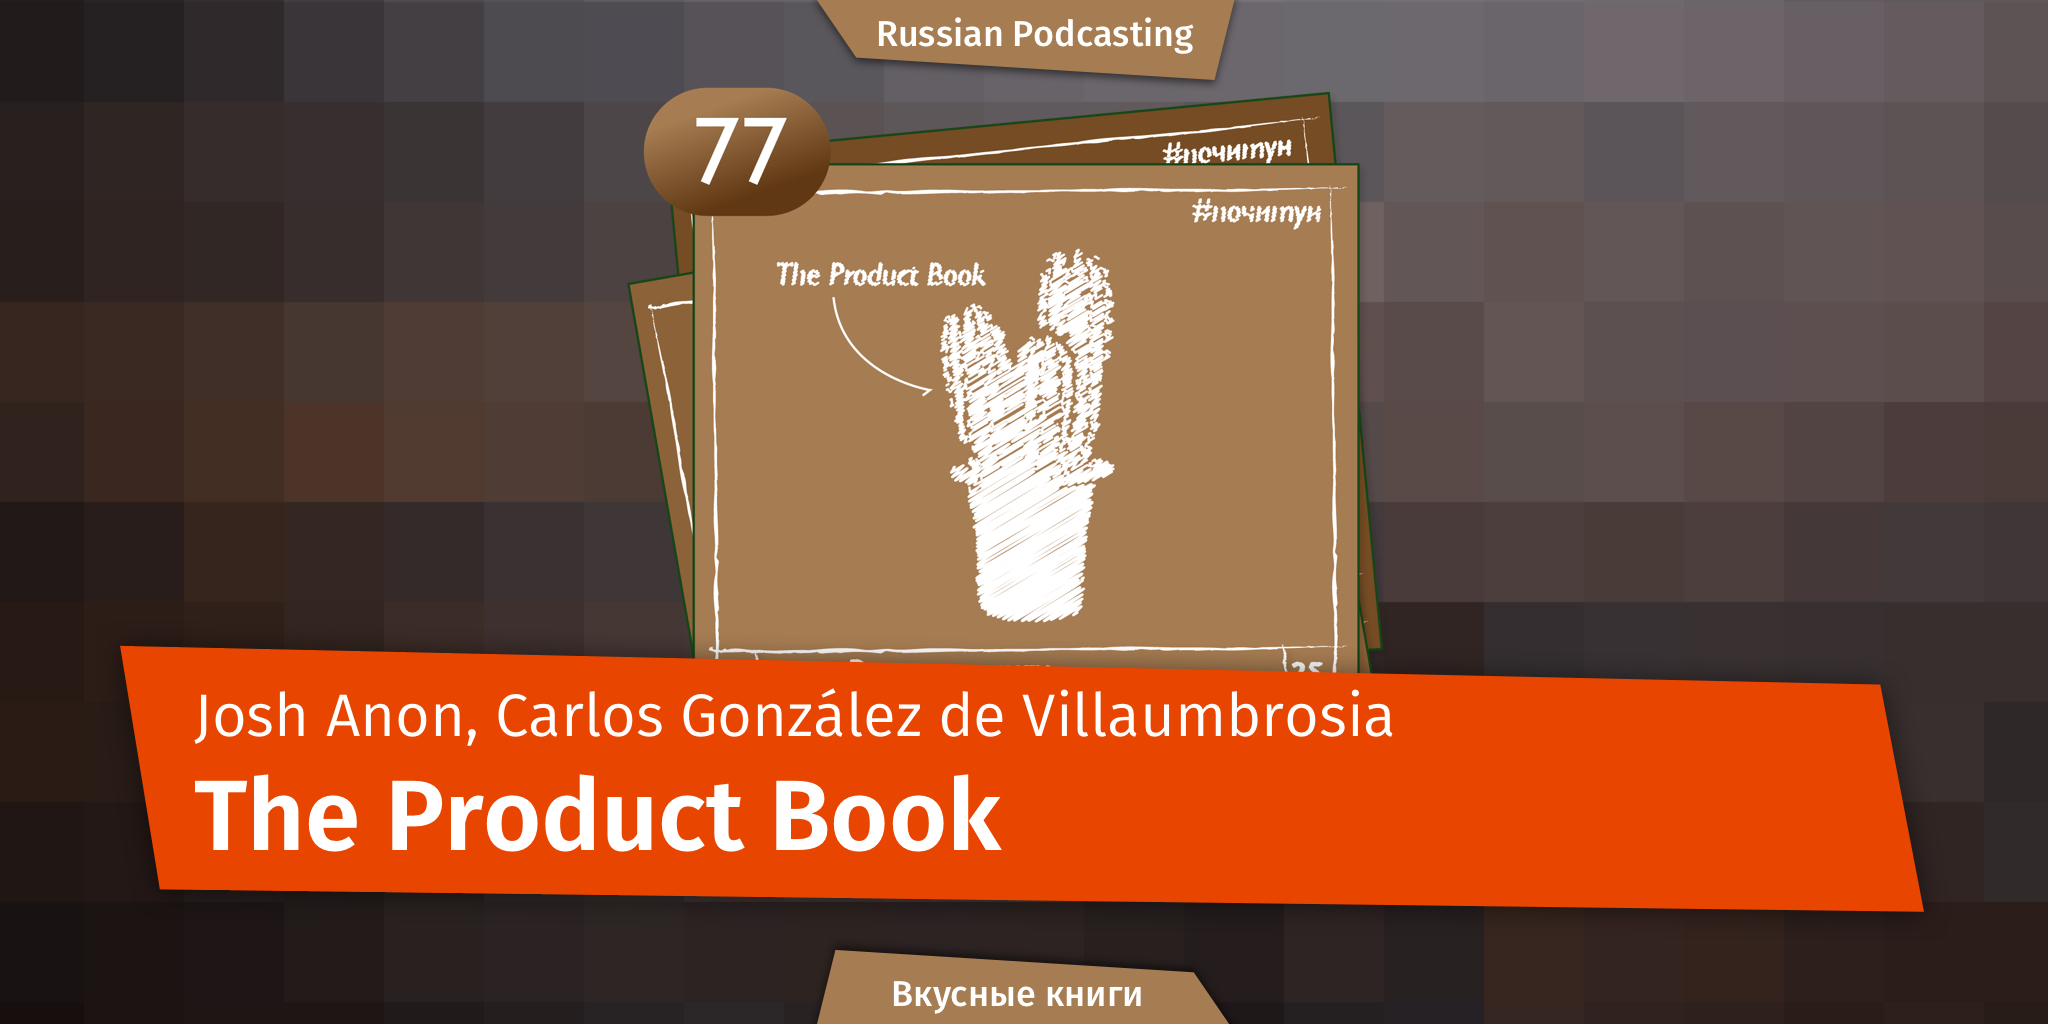 Russian Podcasting
77
#почитун
#почитун
The Product Book
Josh Anon, Carlos González de Villaumbrosia
The Product Book
Вкусные книги